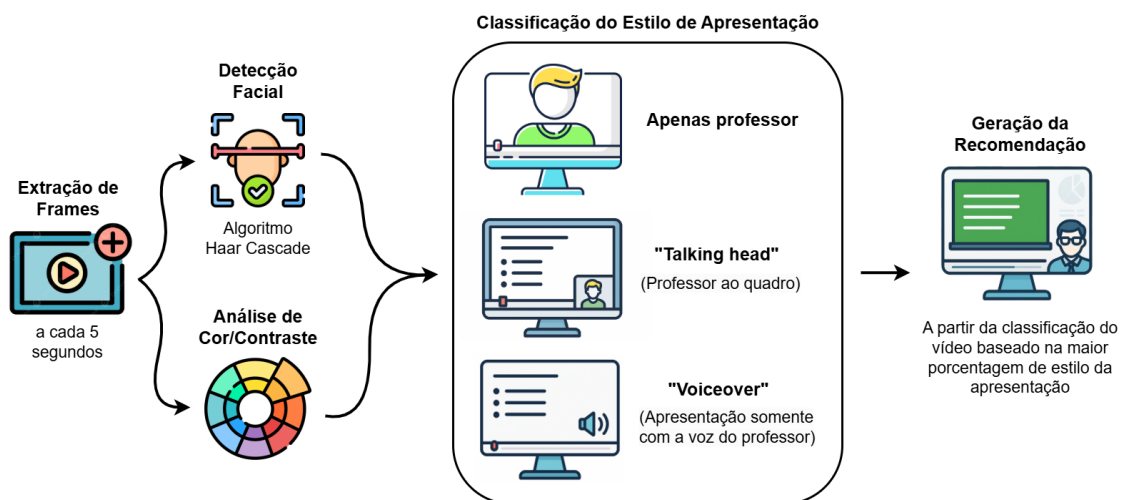 Classificação do Estilo de Apresentação
Detecção
Facial
Algoritmo
Haar Cascade
Extração de
Frames
a cada 5
segundos
Análise de
Cor/Contraste
Apenas professor
"Talking head"
(Professor ao quadro)
"Voiceover"
(Apresentação somente
com a voz do professor)
Geração da
Recomendação
A partir da classificação do
vídeo baseado na maior
porcentagem de estilo da
apresentação